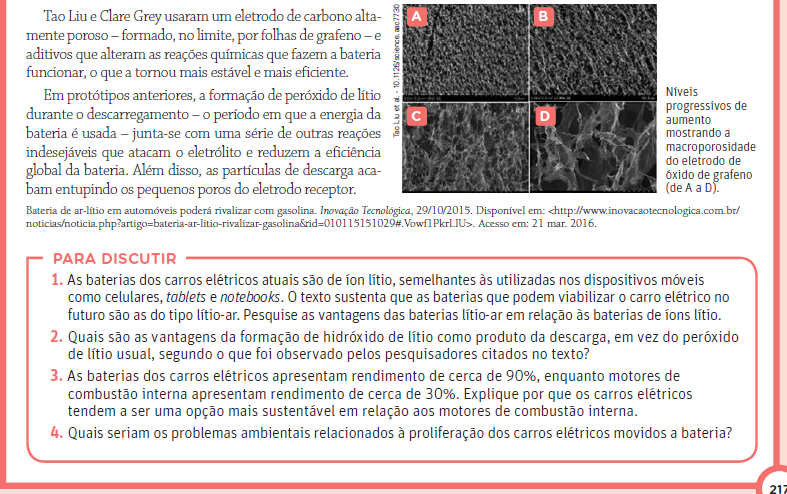 Tao Liu e Clare Grey usaram um eletrodo de carbono alta-
mente poroso – formado, no limite, por folhas de grafeno – e
aditivos que alteram as reações químicas que fazem a bateria
funcionar, o que a tornou mais estável e mais eficiente.
Em protótipos anteriores, a formação de peróxido de lítio
durante o descarregamento – o período em que a energia da
bateria é usada – junta-se com uma série de outras reações
indesejáveis que atacam o eletrólito e reduzem a eficiência
global da bateria. Além disso, as partículas de descarga aca-
bam entupindo os pequenos poros do eletrodo receptor.
Tao Liu et al. - 10.1126/science.aac7730
A
B
C
D
Níveis
progressivos de
aumento
mostrando a
macroporosidade
do eletrodo de
óxido de grafeno
(de A a D).
Bateria de ar-lítio em automóveis poderá rivalizar com gasolina. Inovação Tecnológica, 29/10/2015. Disponível em: <http://www.inovacaotecnologica.com.br/
noticias/noticia.php?artigo=bateria-ar-litio-rivalizar-gasolina&id=010115151029#.Vowf1PkrLIU>. Acesso em: 21 mar. 2016.
PARA DISCUTIR
1. As baterias dos carros elétricos atuais são de íon lítio, semelhantes às utilizadas nos dispositivos móveis
como celulares, tablets e notebooks. O texto sustenta que as baterias que podem viabilizar o carro elétrico no
futuro são as do tipo lítio-ar. Pesquise as vantagens das baterias lítio-ar em relação às baterias de íons lítio.
2. Quais são as vantagens da formação de hidróxido de lítio como produto da descarga, em vez do peróxido
de lítio usual, segundo o que foi observado pelos pesquisadores citados no texto?
3. As baterias dos carros elétricos apresentam rendimento de cerca de 90%, enquanto motores de
combustão interna apresentam rendimento de cerca de 30%. Explique por que os carros elétricos
tendem a ser uma opção mais sustentável em relação aos motores de combustão interna.
4. Quais seriam os problemas ambientais relacionados à proliferação dos carros elétricos movidos a bateria?
217